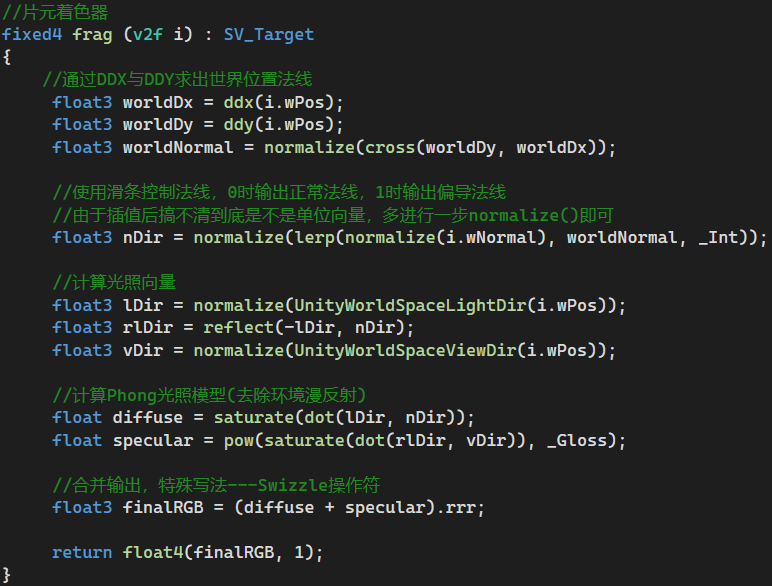 //片元着色器
fixed4 frag (v2f i) : SV_Target
{
//通过DDX与DDY求出世界位置法线
float3 worldDx = ddx(i.wPos);
float3 worldDy = ddy(i.wPos);
float3 worldNormal = normalize(cross(worldDy, worldDx));
//使用滑条控制法线，0时输出正常法线，1时输出偏导法线
//由于插值后搞不清到底是不是单位向量，多进行一步normalize()即可
float3 nDir = normalize(lerp(normalize(i.wNormal), worldNormal, _Int));
//计算光照向量
float3 lDir = normalize(UnityWorldSpaceLightDir(i.wPos));
float3 rlDir = reflect(-lDir, nDir);
float3 vDir = normalize(UnityWorldSpaceViewDir(i.wPos));
//计算Phong光照模型(去除环境漫反射)
float diffuse = saturate(dot(lDir, nDir));
float specular = pow(saturate(dot(rlDir, vDir)), _Gloss);
//合并输出，特殊写法---Swizzle操作符
float3 finalRGB = (diffuse + specular).rrr;
return float4(finalRGB, 1);
}